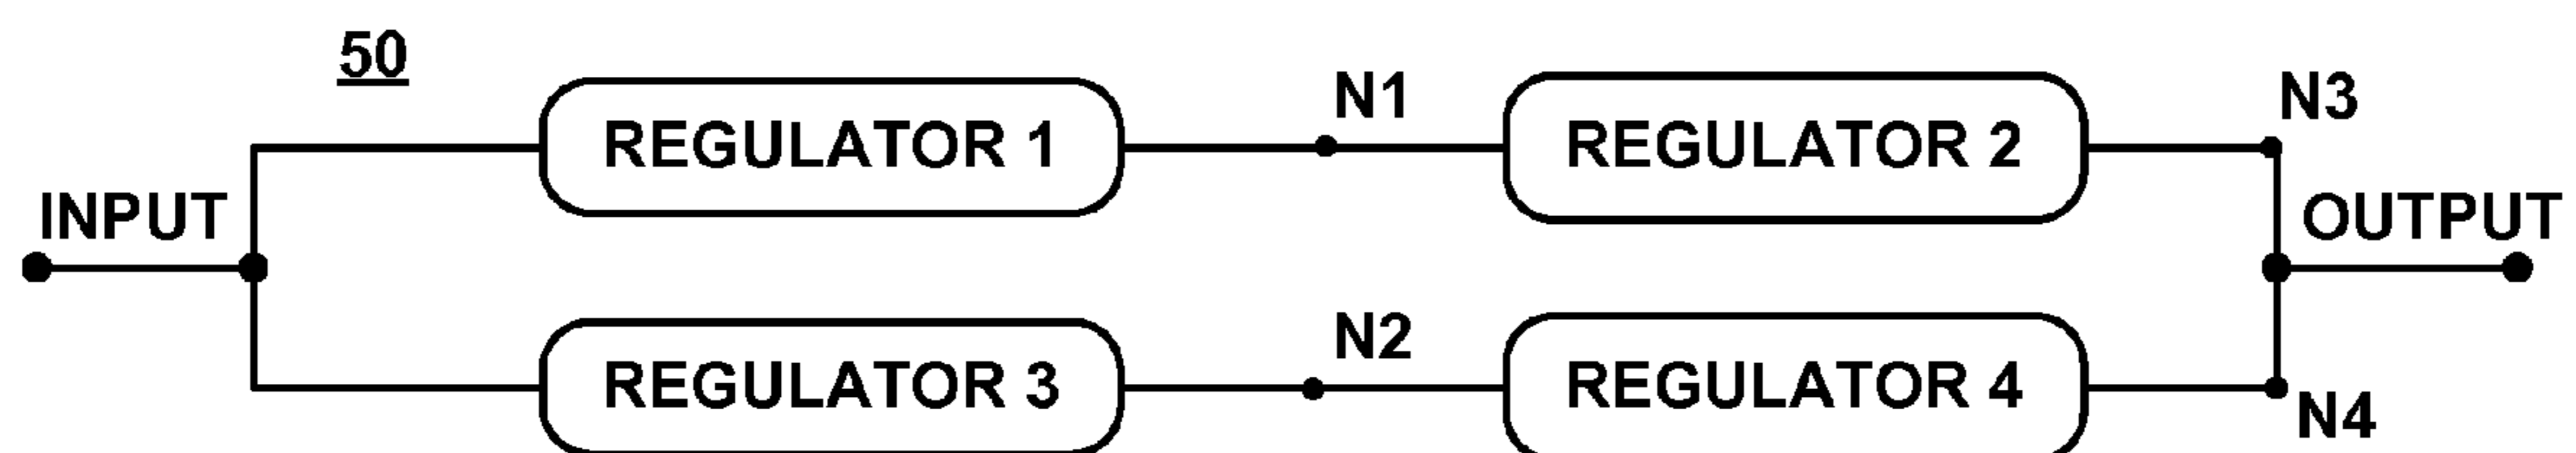 50
REGULATOR 1
N1
REGULATOR 2
N3
INPUT
OUTPUT
REGULATOR 3
N2
REGULATOR 4
N4